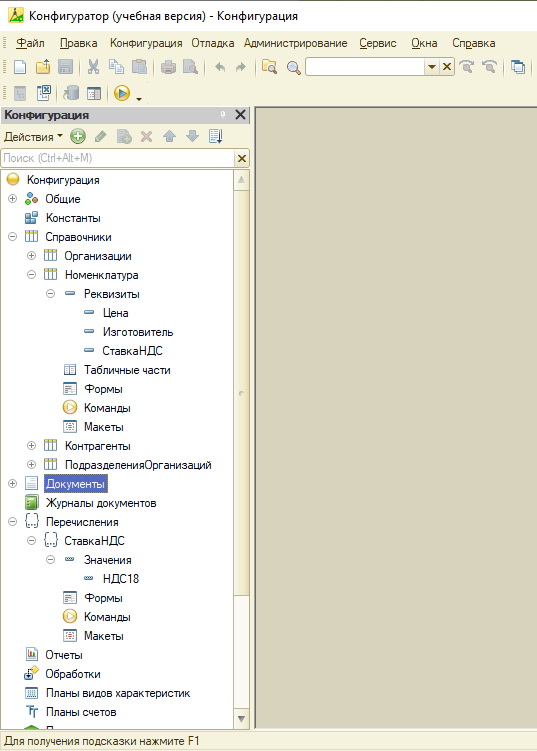 Конфигуратор (учебная версия) - Конфигурация
Файл Правка Конфигурация Отладка Администрирование Сервис Окна Справка
Конфигурация
Действия
Поиск (Ctrl+Alt+M)
Конфигурация
Общие
Константы
Справочники
Организации
Номенклатура
Реквизиты
Цена
Изготовитель
СтавкаНДС
Табличные части
Формы
Команды
Макеты
Контрагенты
ПодразделенияОрганизаций
Документы
Журналы документов
Перечисления
СтавкаНДС
Значения
НДС18
Формы
Команды
Макеты
Отчеты
Обработки
Планы видов характеристик
Планы счетов
Для получения подсказки нажмите F1